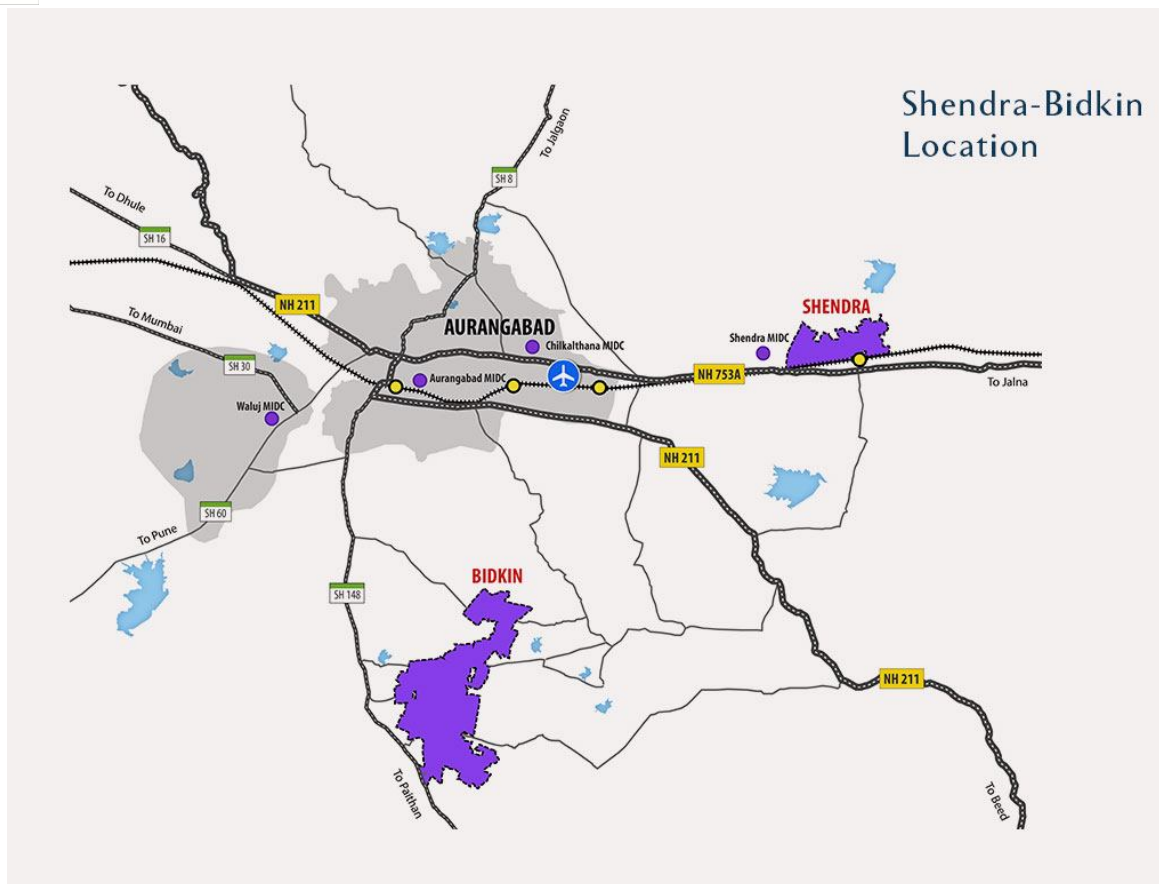 Shendra-Bidkin
Location
To Jalgaon
SH 8
To Dhule
SH 16
NH 211
To Mumbai
SH 30
AURANGABAD
Chilkalthana MIDC
SHENDRA
Shendra MIDC
Aurangabad MIDC
NH 753A
To Jalna
Waluj MIDC
NH 211
SH 60
To Pune
BIDKIN
SH 148
NH 211
To Paithan
To Beed